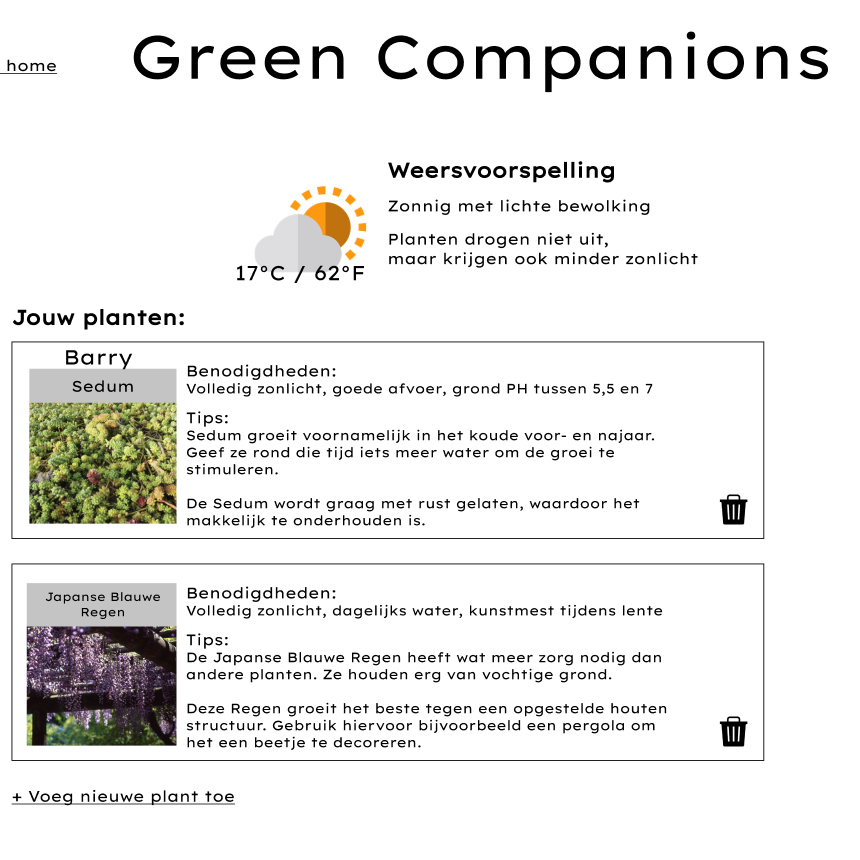 home
Green Companions
Weersvoorspelling
Zonnig met lichte bewolking
Planten drogen niet uit,
maar krijgen ook minder zonlicht
17°C / 62°F
Jouw planten:
Barry
Sedum
Benodigdheden:
Volledig zonlicht, goede afvoer, grond PH tussen 5,5 en 7
Tips:
Sedum groeit voornamelijk in het koude voor- en najaar.
Geef ze rond die tijd iets meer water om de groei te
stimuleren.
De Sedum wordt graag met rust gelaten, waardoor het
makkelijk te onderhouden is.
Japanse Blauwe
Regen
Benodigdheden:
Volledig zonlicht, dagelijks water, kunstmest tijdens lente
Tips:
De Japanse Blauwe Regen heeft wat meer zorg nodig dan
andere planten. Ze houden erg van vochtige grond.
Deze Regen groeit het beste tegen een opgestelde houten
structuur. Gebruik hiervoor bijvoorbeeld een pergola om
het een beetje te decoreren.
+ Voeg nieuwe plant toe